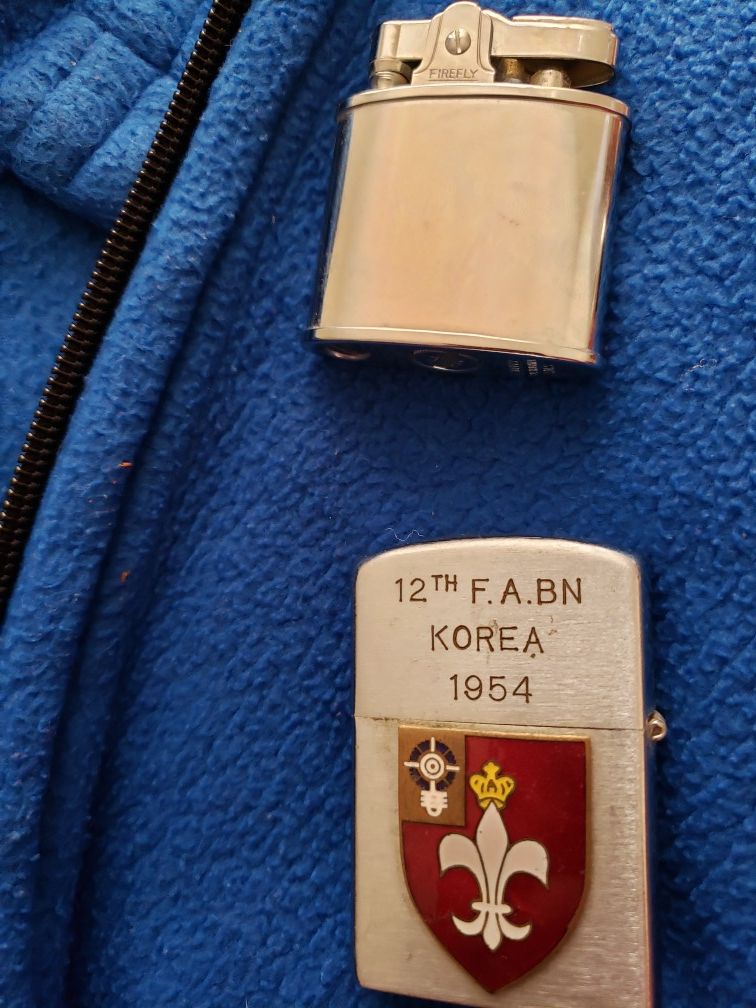 FIREFLY
12TH F.A.BN
KOREA
1954